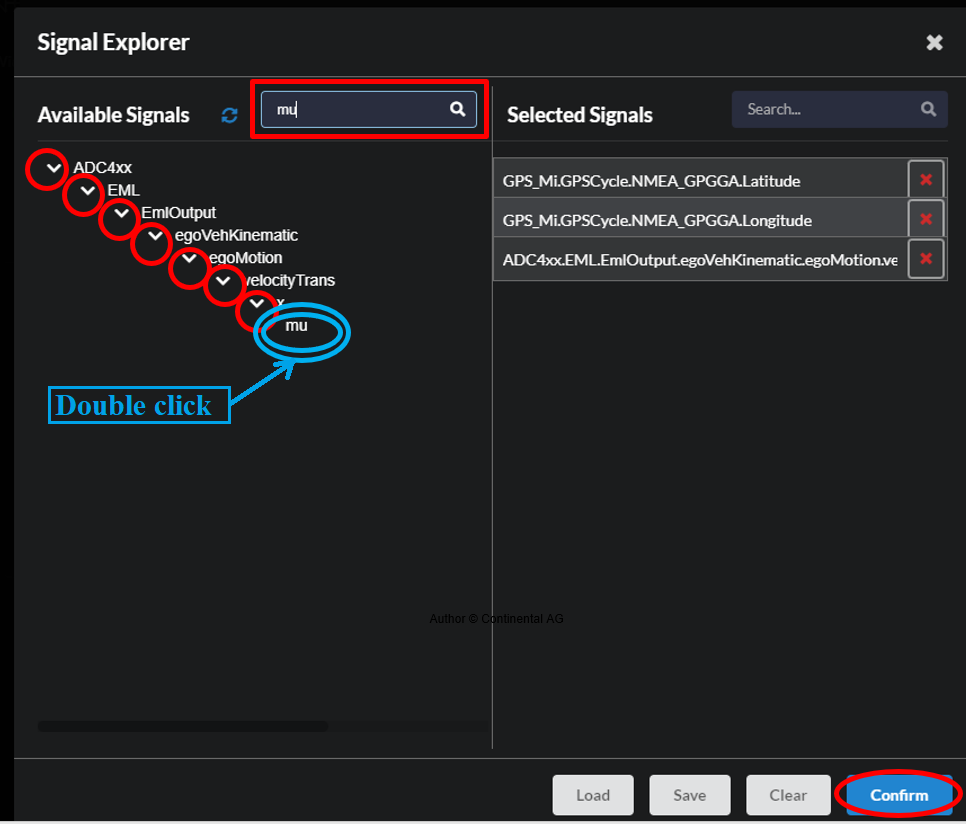 Signal Explorer
Available Signals
mu
Selected Signals
Search...
ADC4xx
EML
EmlOutput
egoVehKinematic
egoMotion
velocityTrans
x
mu
Double click
GPS_Mi.GPSCycle.NMEA_GPGGA.Latitude
GPS_Mi.GPSCycle.NMEA_GPGGA.Longitude
ADC4xx.EML.EmlOutput.egoVehKinematic.egoMotion.ve
Author © Continental AG
Load
Save
Clear
Confirm